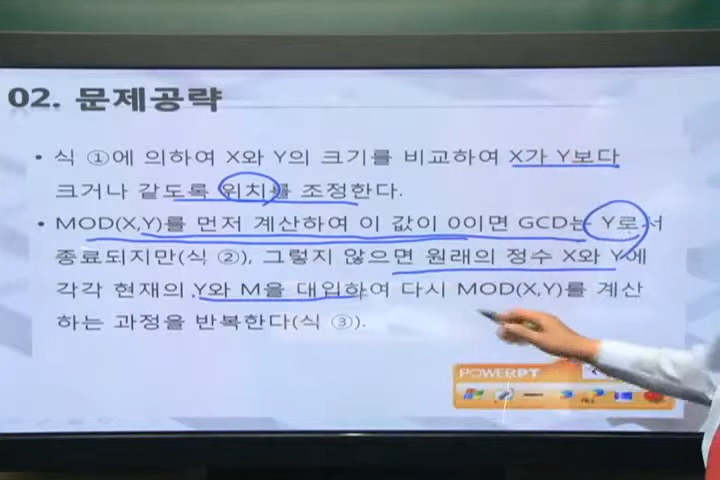 02. 문제공략
• 식 ①에 의하여 X와 Y의 크기를 비교하여 X가 Y보다
크거나 같도록 위치를 조정한다.
• MOD(X,Y)를 먼저 계산하여 이 값이 0이면 GCD는 Y로서
종료되지만(식 ②), 그렇지 않으면 원래의 정수 X와 Y에
각각 현재의 Y와 M을 대입하여 다시 MOD(X,Y)를 계산
하는 과정을 반복한다(식 ③).
POWERPT